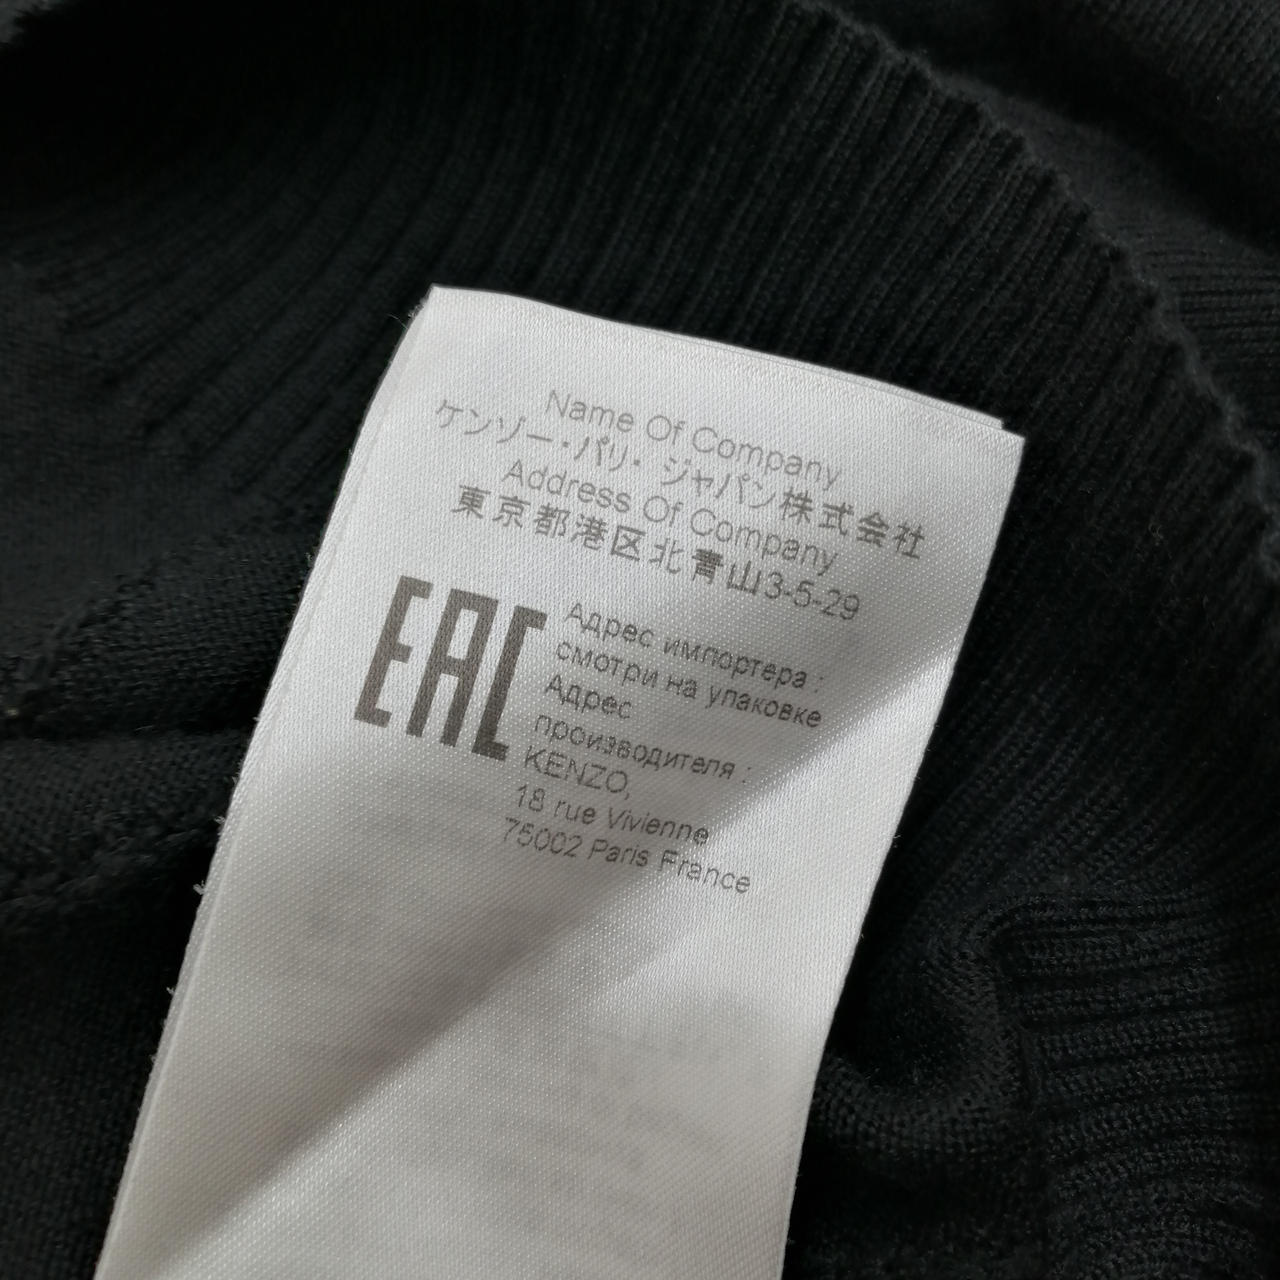 Name Of Company
ケンゾー・パリ・ジャパン株式会社
Address Of Company
東京都港区北青山3-5-29
EAC
Адрес импортера :
смотри на упаковке
Адрес
производителя :
KENZO,
18 rue Vivienne
75002 Paris France